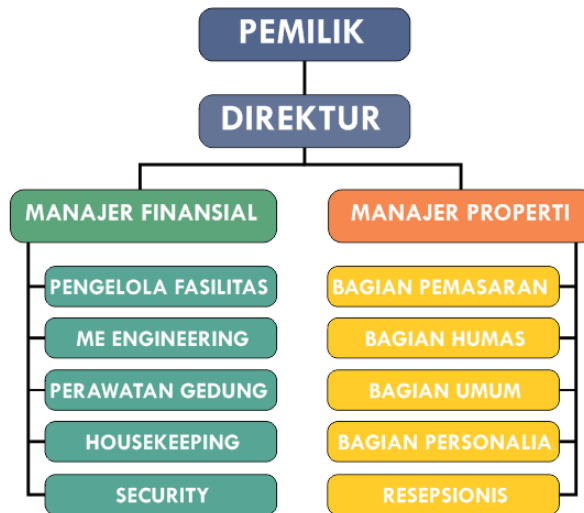 PEMILIK
DIREKTUR
MANAJER FINANSIAL
PENGELOLA FASILITAS
ME ENGINEERING
PERAWATAN GEDUNG
HOUSEKEEPING
SECURITY
MANAJER PROPERTI
BAGIAN PEMASARAN
BAGIAN HUMAS
BAGIAN UMUM
BAGIAN PERSONALIA
RESEPSIONIS